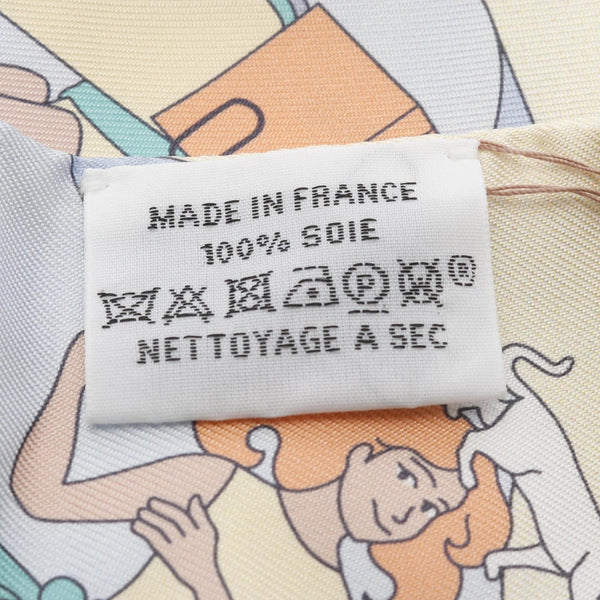 MADE IN FRANCE
100% SOIE
P ®
NETTOYAGE A SEC